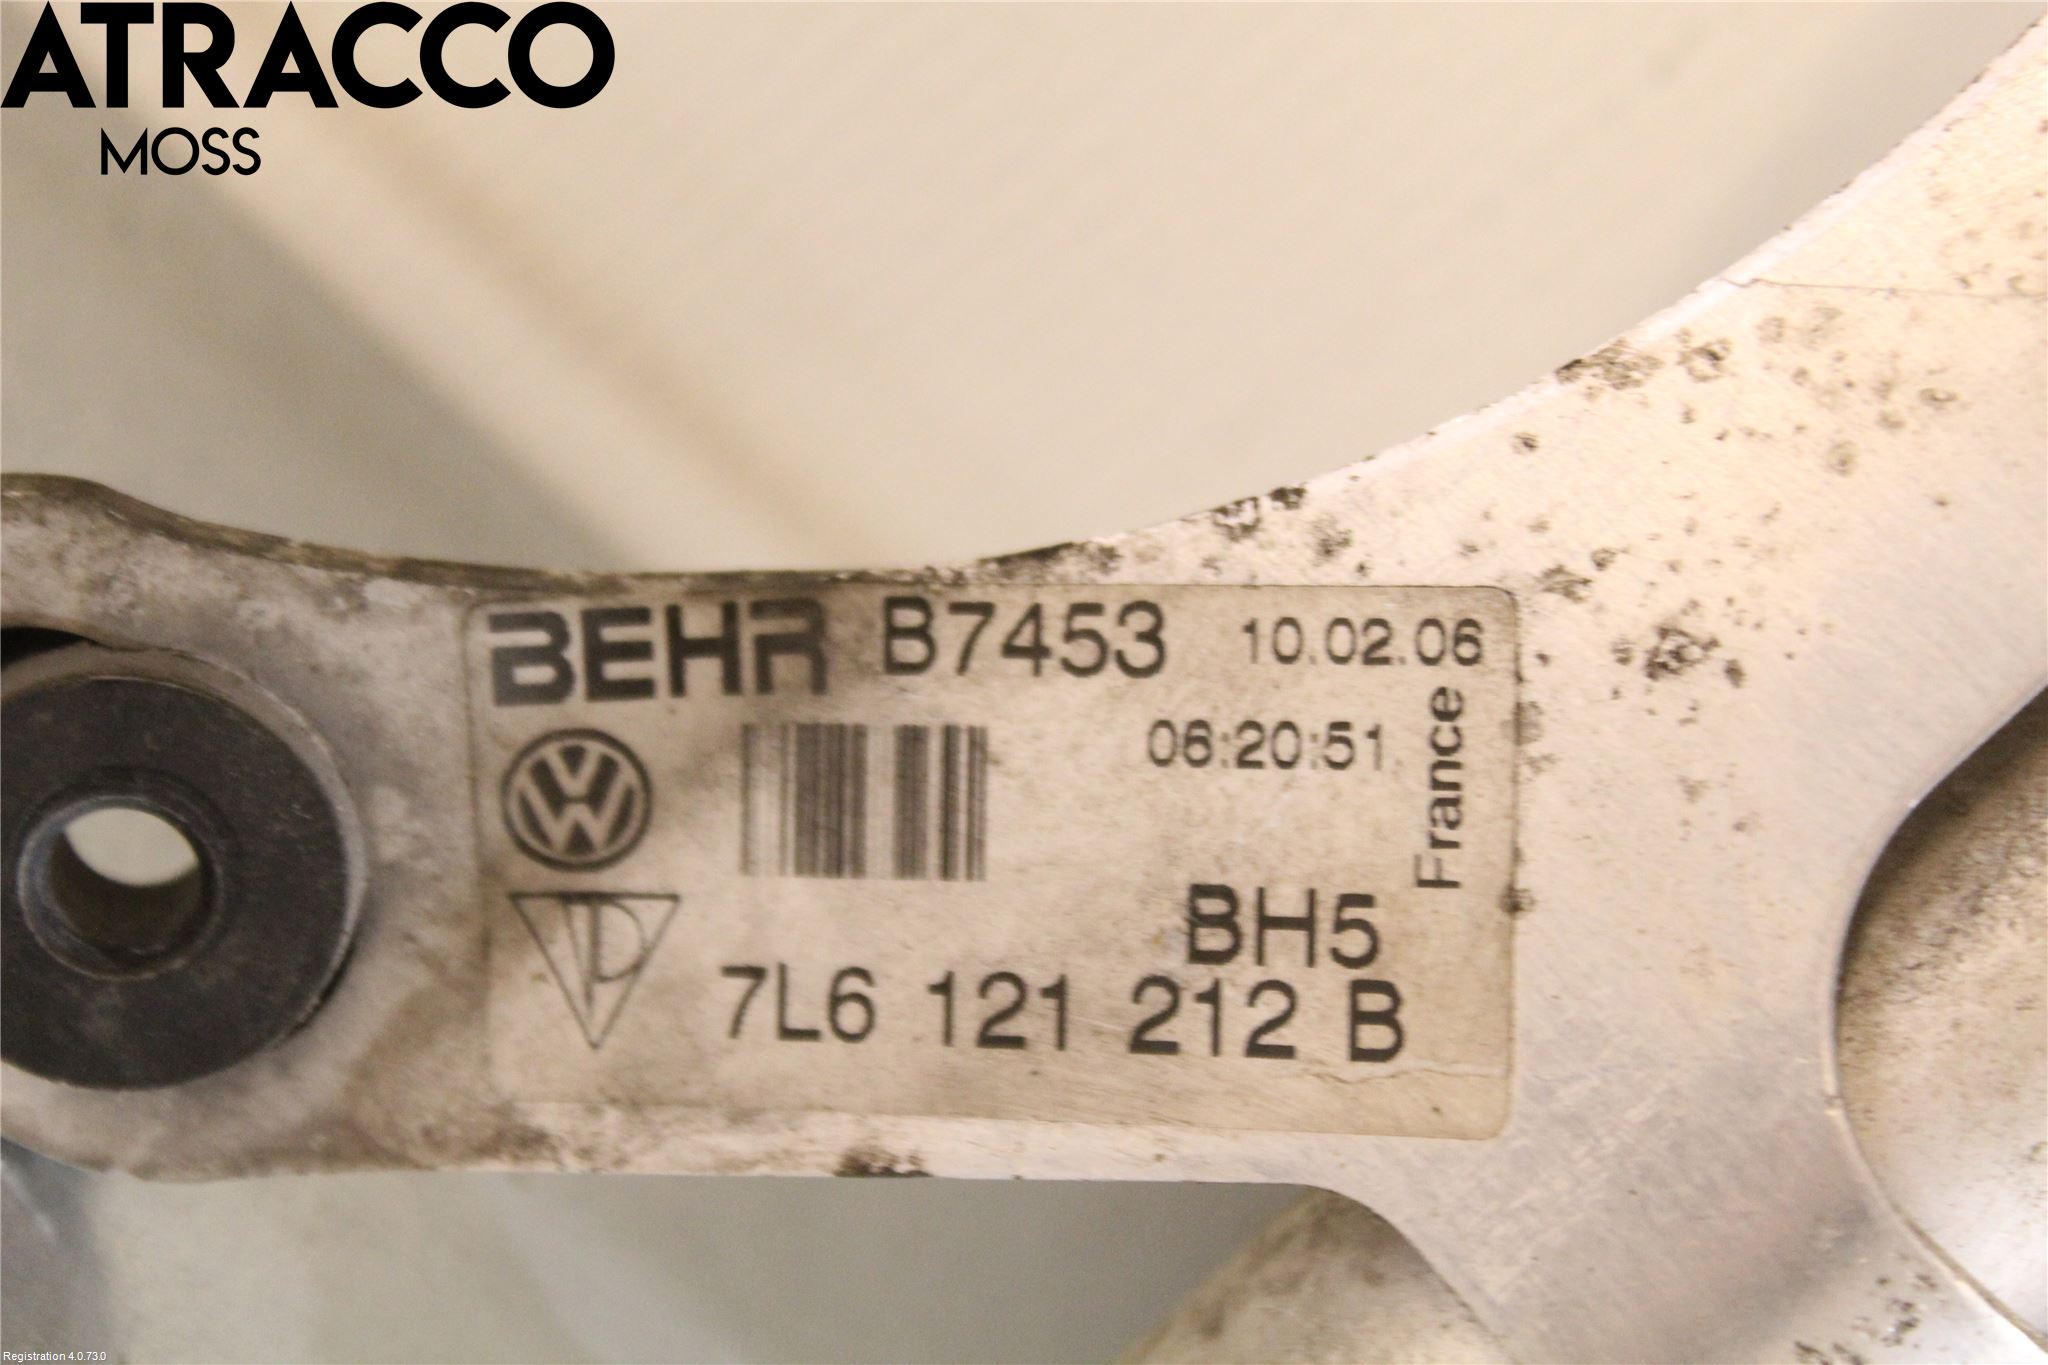 ATRACCO
MOSS
BEHR B7453 10.02.06
06:20:51
France
BH5
7L6 121 212 B
Registration 4.0.73.0